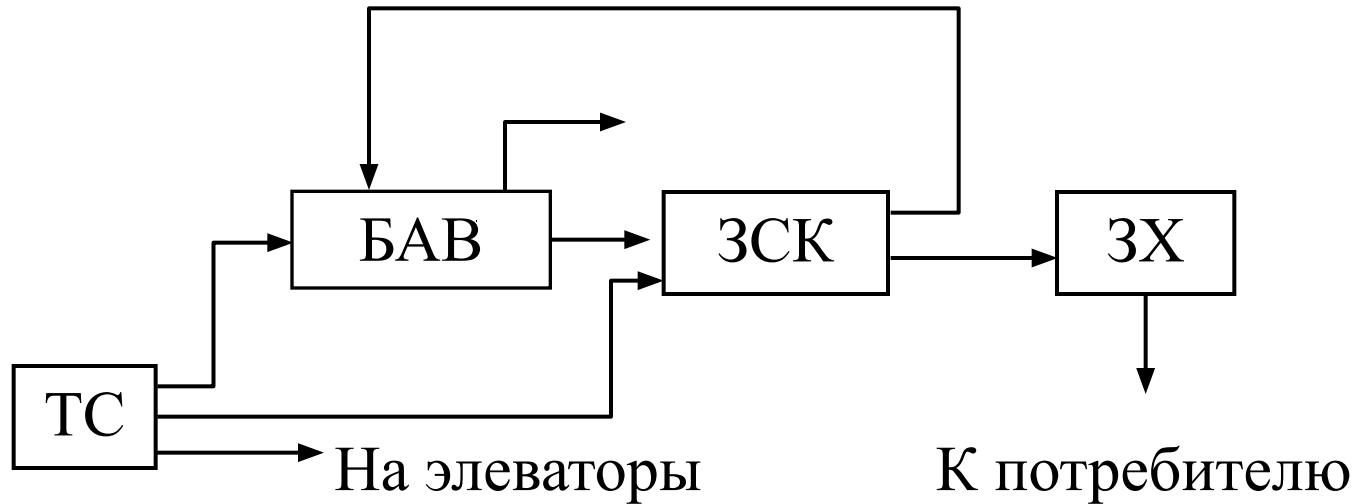 БАВ
ЗСК
ЗХ
ТС
На элеваторы
К потребителю